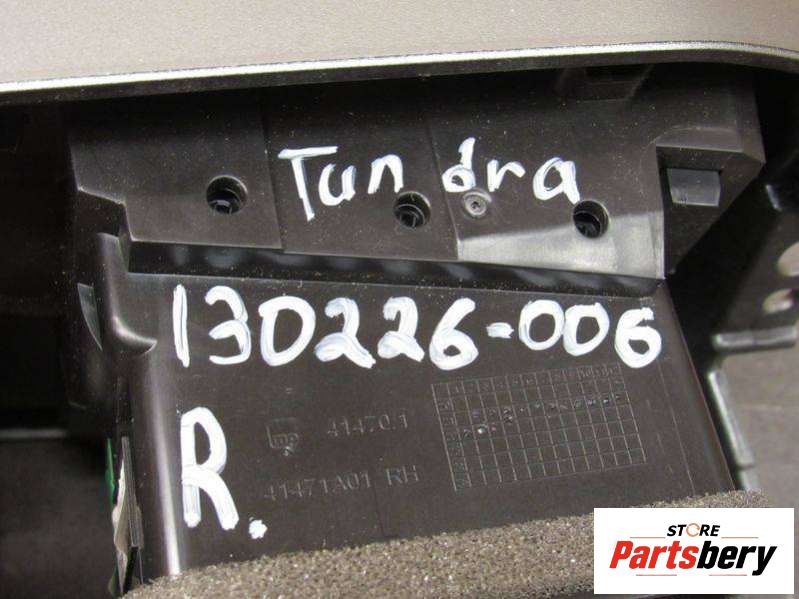 Tundra
130226-006
R.
41470.1
41471A01 RH
STORE
Partsbery